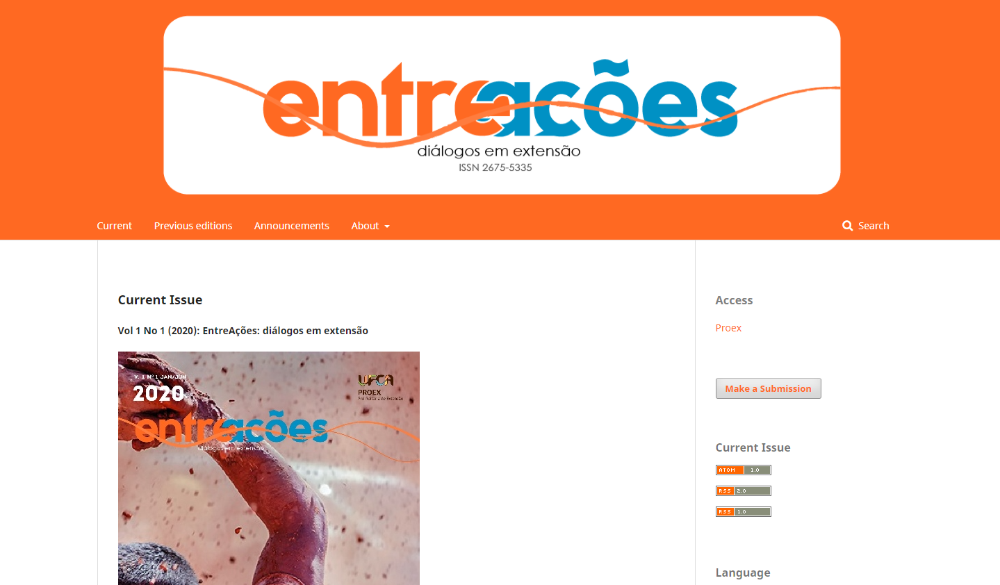 entreações
diálogos em extensão
ISSN 2675-5335
Current Previous editions Announcements About Search
Current Issue
Vol 1 No 1 (2020): EntreAções: diálogos em extensão
V. 1 Nº 1 JAN/JUN
2020
UFCA
PROEX
Pró-Reitoria de Extensão
entreações
diálogos em extensão
Access
Proex
Make a Submission
Current Issue
ATOM 1.0
RSS 2.0
RSS 1.0
Language